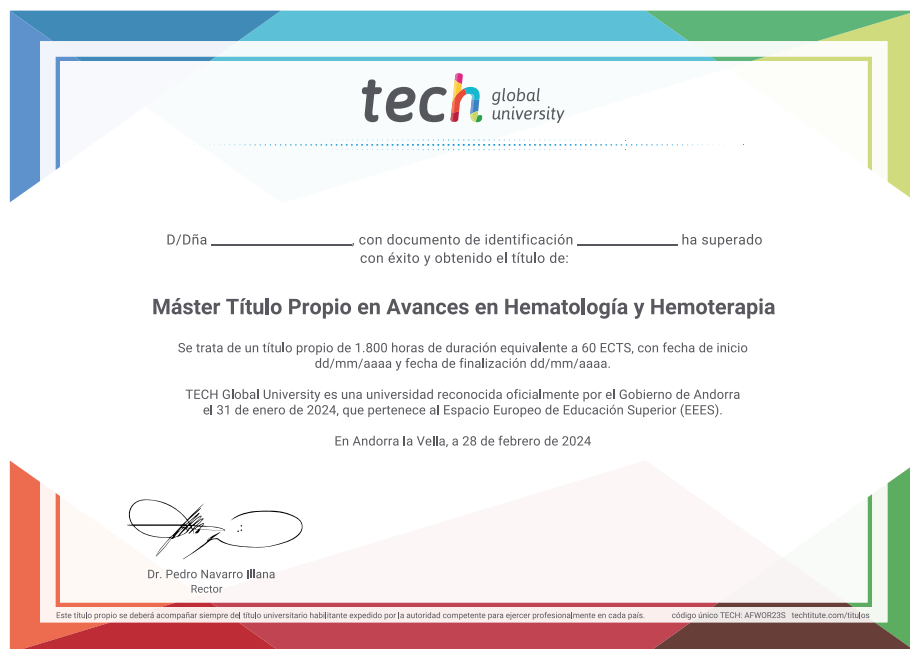 tech global
university
D/Dña ______________, con documento de identificación __________ ha superado
con éxito y obtenido el título de:
Máster Título Propio en Avances en Hematología y Hemoterapia
Se trata de un título propio de 1.800 horas de duración equivalente a 60 ECTS, con fecha de inicio
dd/mm/aaaa y fecha de finalización dd/mm/aaaa.
TECH Global University es una universidad reconocida oficialmente por el Gobierno de Andorra
el 31 de enero de 2024, que pertenece al Espacio Europeo de Educación Superior (EEES).
En Andorra la Vella, a 28 de febrero de 2024
Dr. Pedro Navarro Illana
Rector
Este título propio se deberá acompañar siempre del título universitario habilitante expedido por la autoridad competente para ejercer profesionalmente en cada país. código único TECH: AFWOR23S techtitute.com/titulos